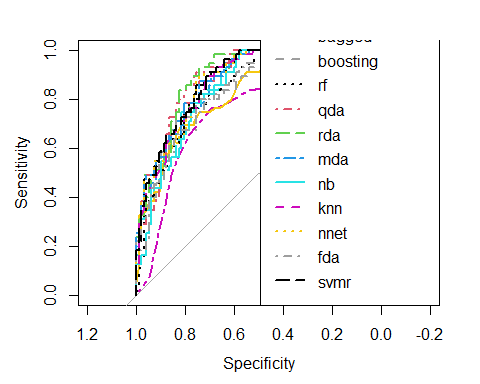 bagged
boosting
rf
qda
rda
mda
nb
knn
nnet
fda
svmr
Sensitivity
1.0
0.8
0.6
0.4
0.2
0.0
1.2 1.0 0.8 0.6 0.4 0.2 0.0 -0.2
Specificity